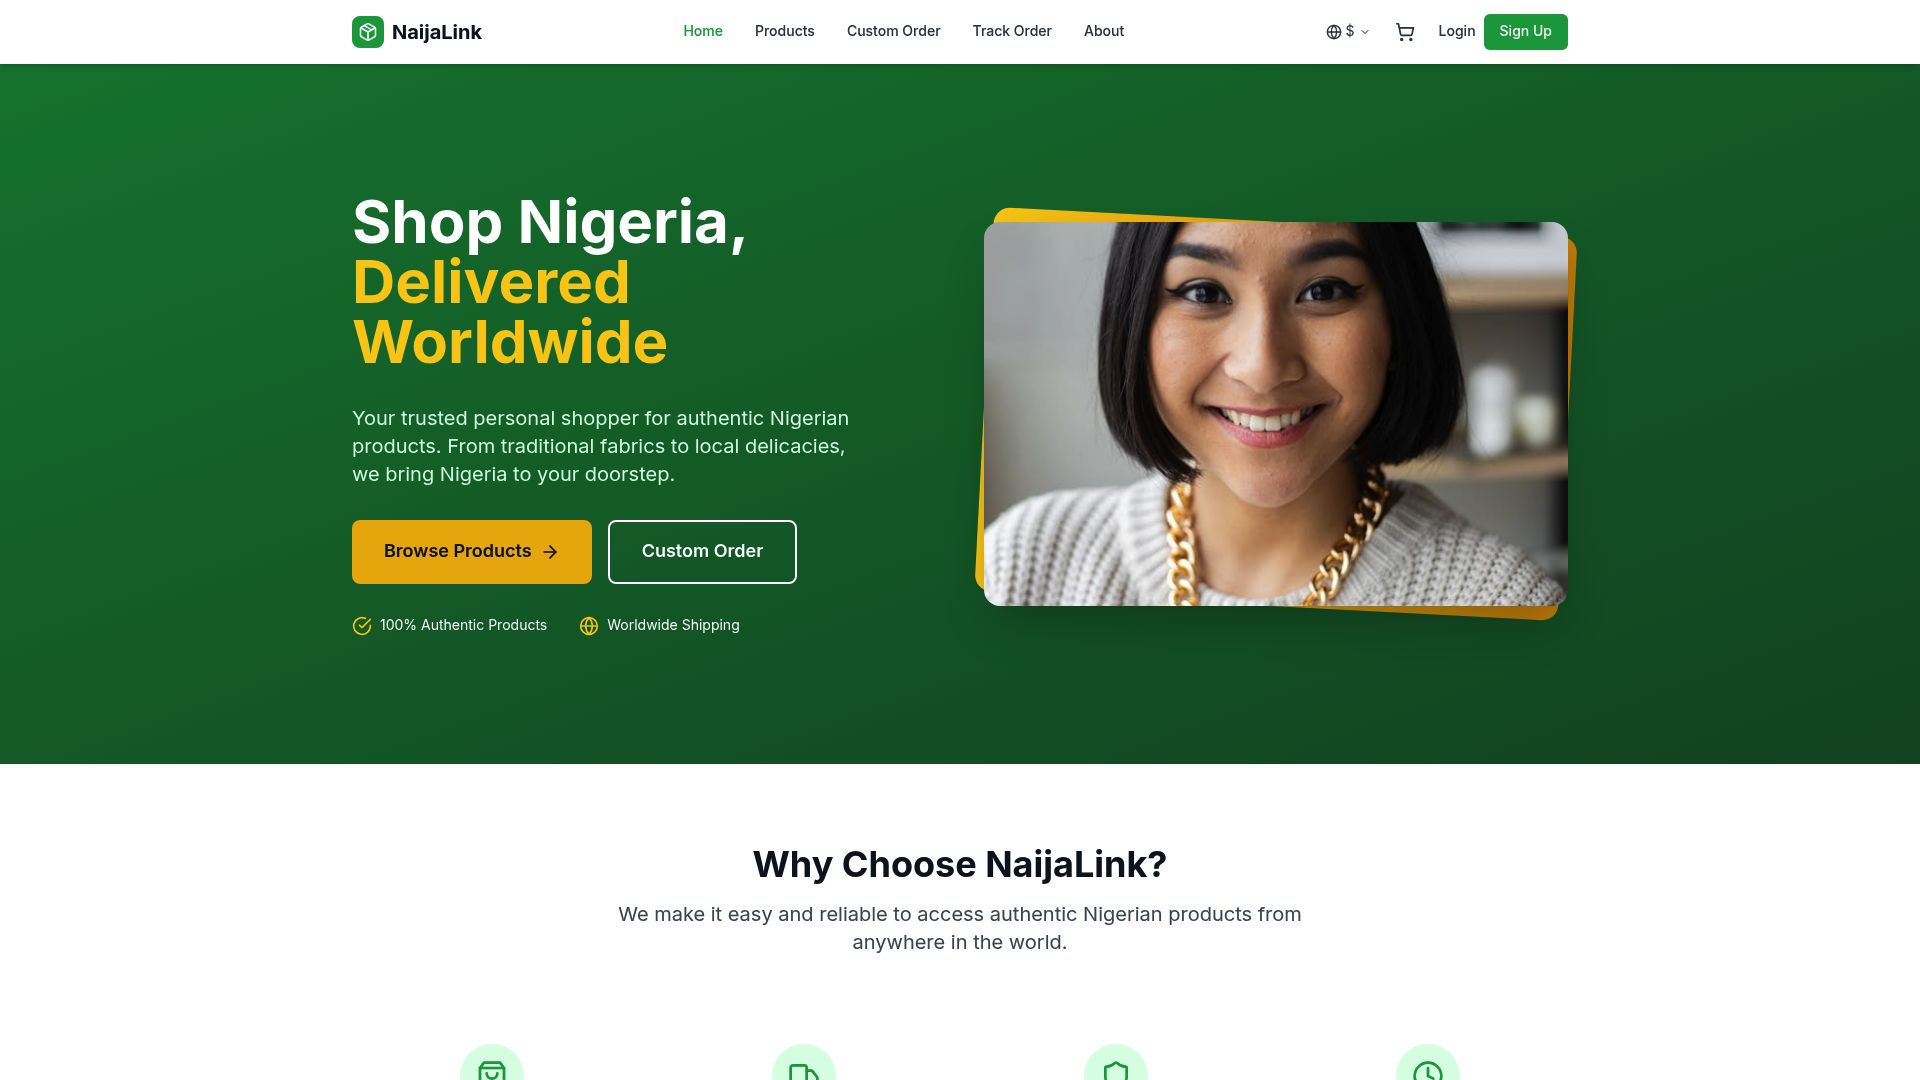 NaijaLink
Home
Products
Custom Order
Track Order
About
$
Login
Sign Up
Shop Nigeria,
Delivered
Worldwide
Your trusted personal shopper for authentic Nigerian
products. From traditional fabrics to local delicacies,
we bring Nigeria to your doorstep.
Browse Products
Custom Order
100% Authentic Products
Worldwide Shipping
Why Choose NaijaLink?
We make it easy and reliable to access authentic Nigerian products from
anywhere in the world.